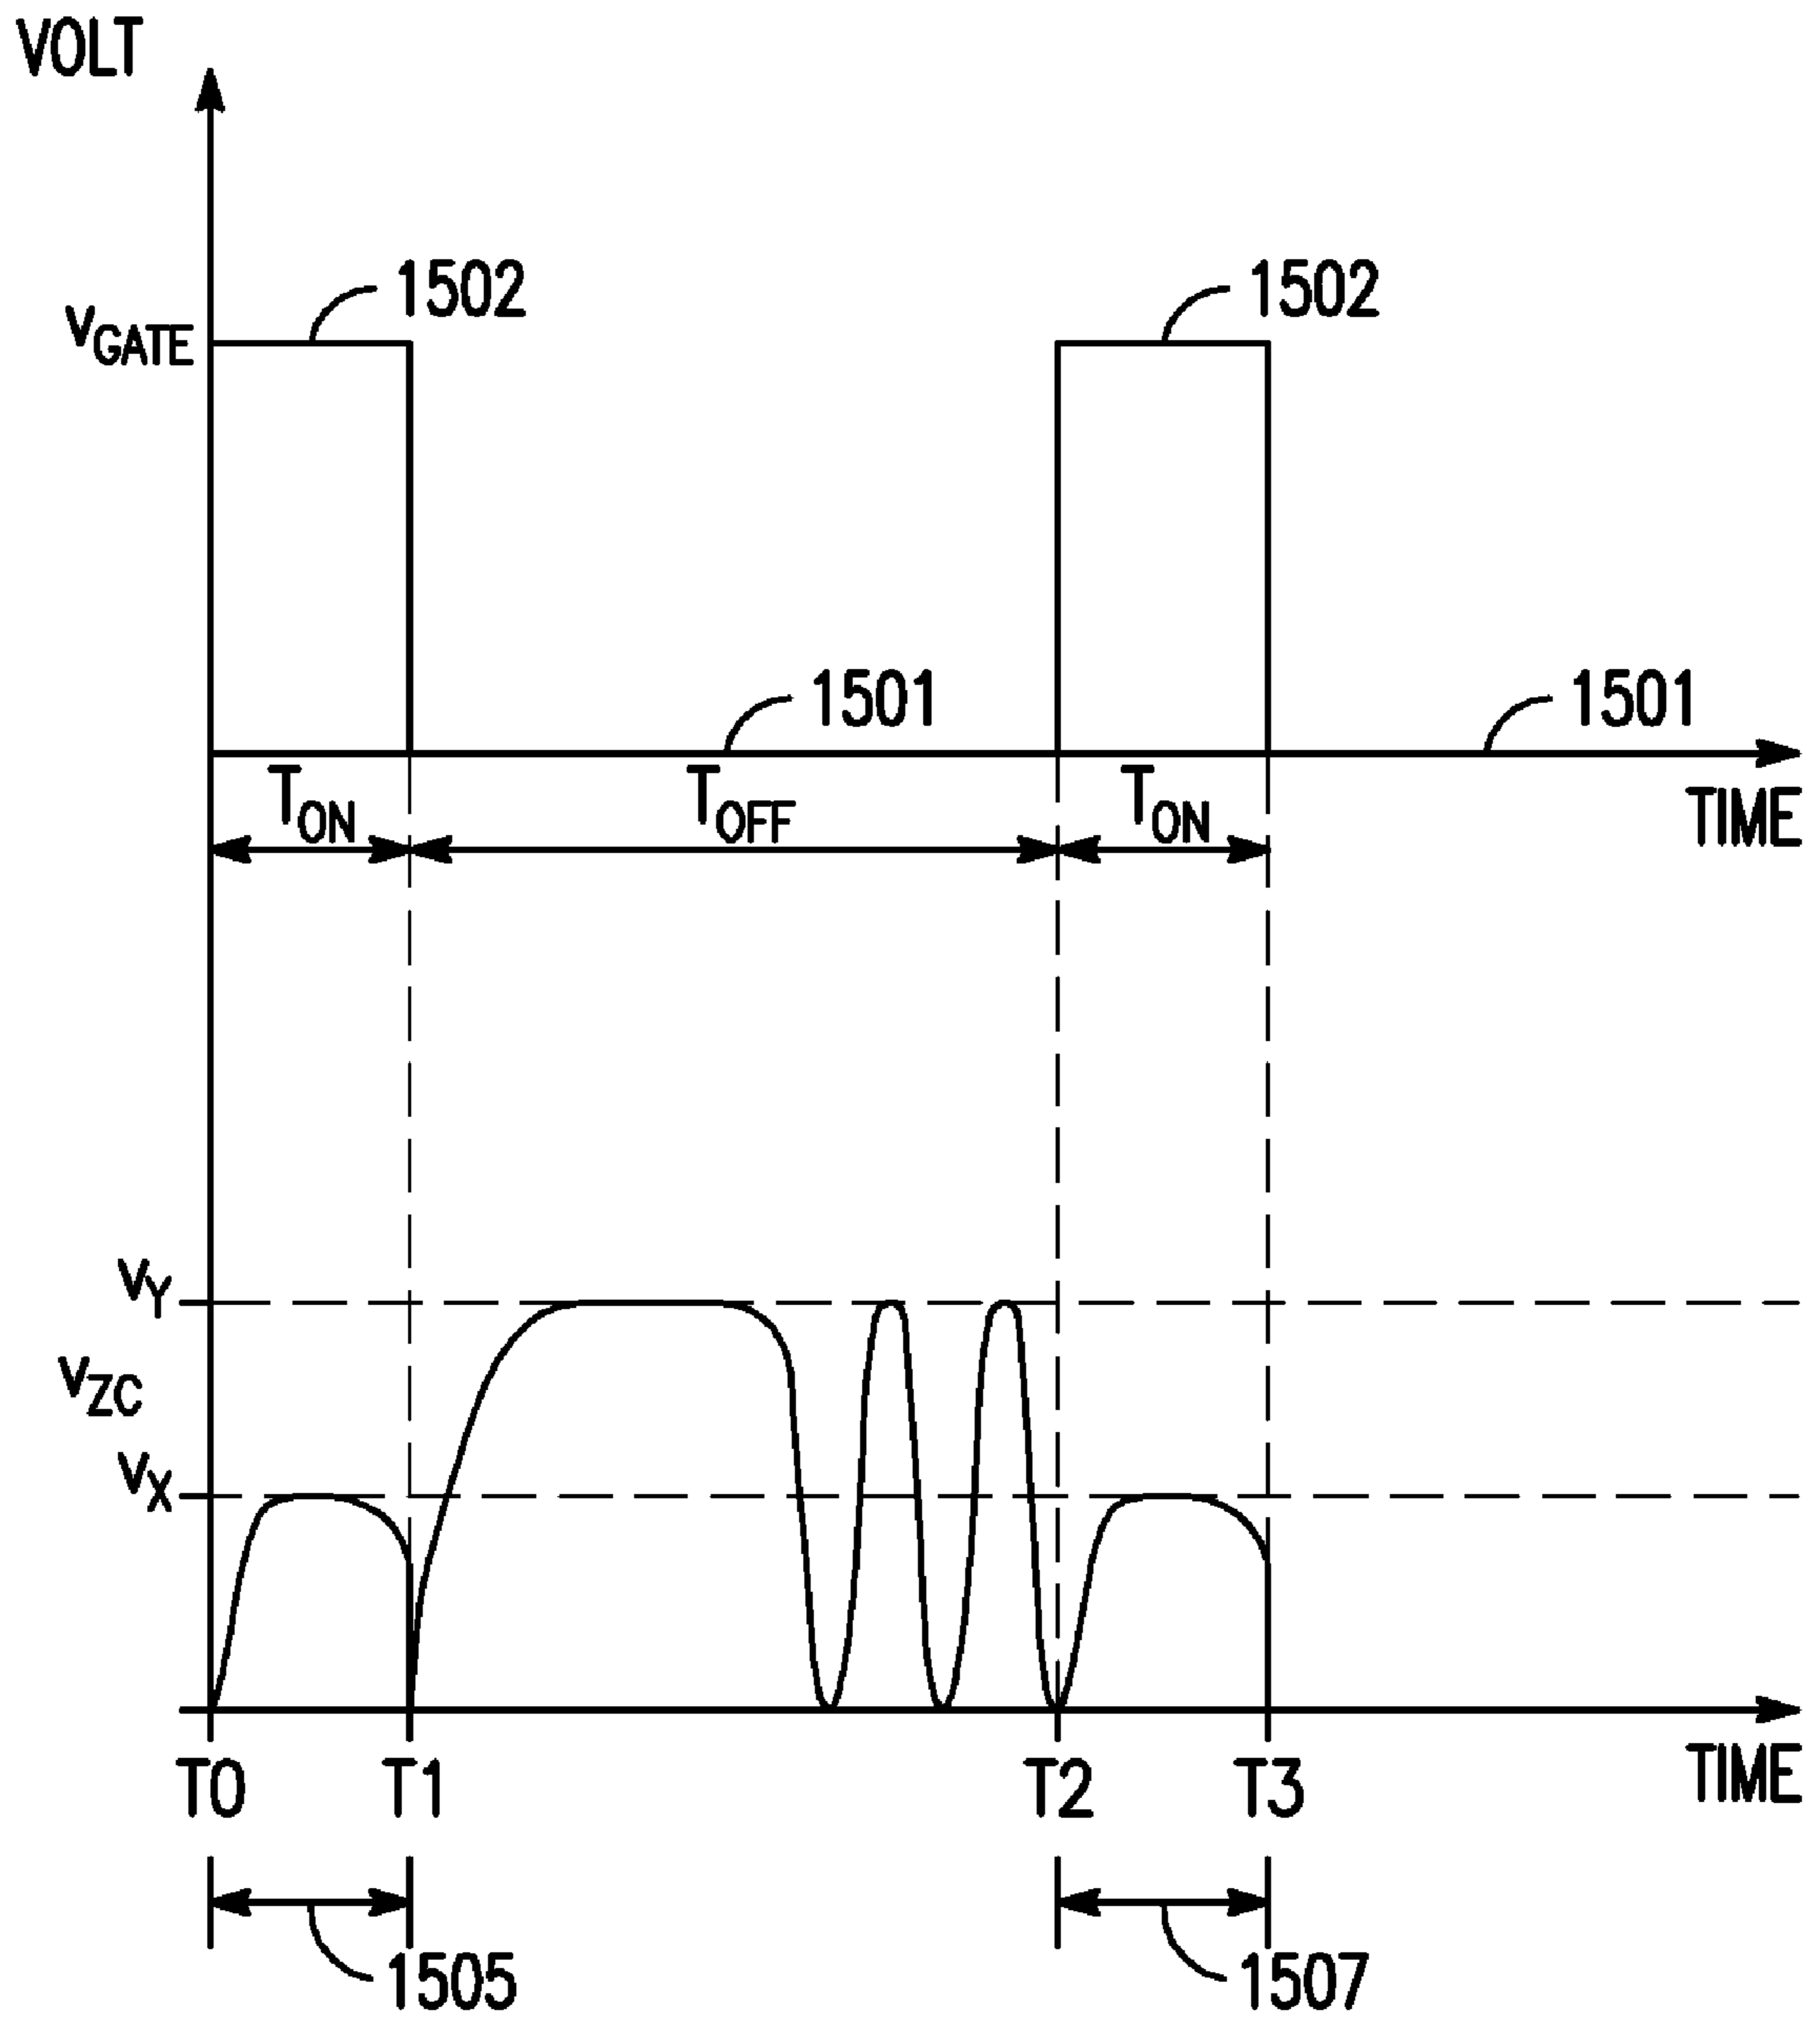 VOLT
1502 1502
VGATE
1501 1501
TON TOFF TON
TIME
VY
VZC
VX
T0 T1 T2 T3 TIME
1505 1507